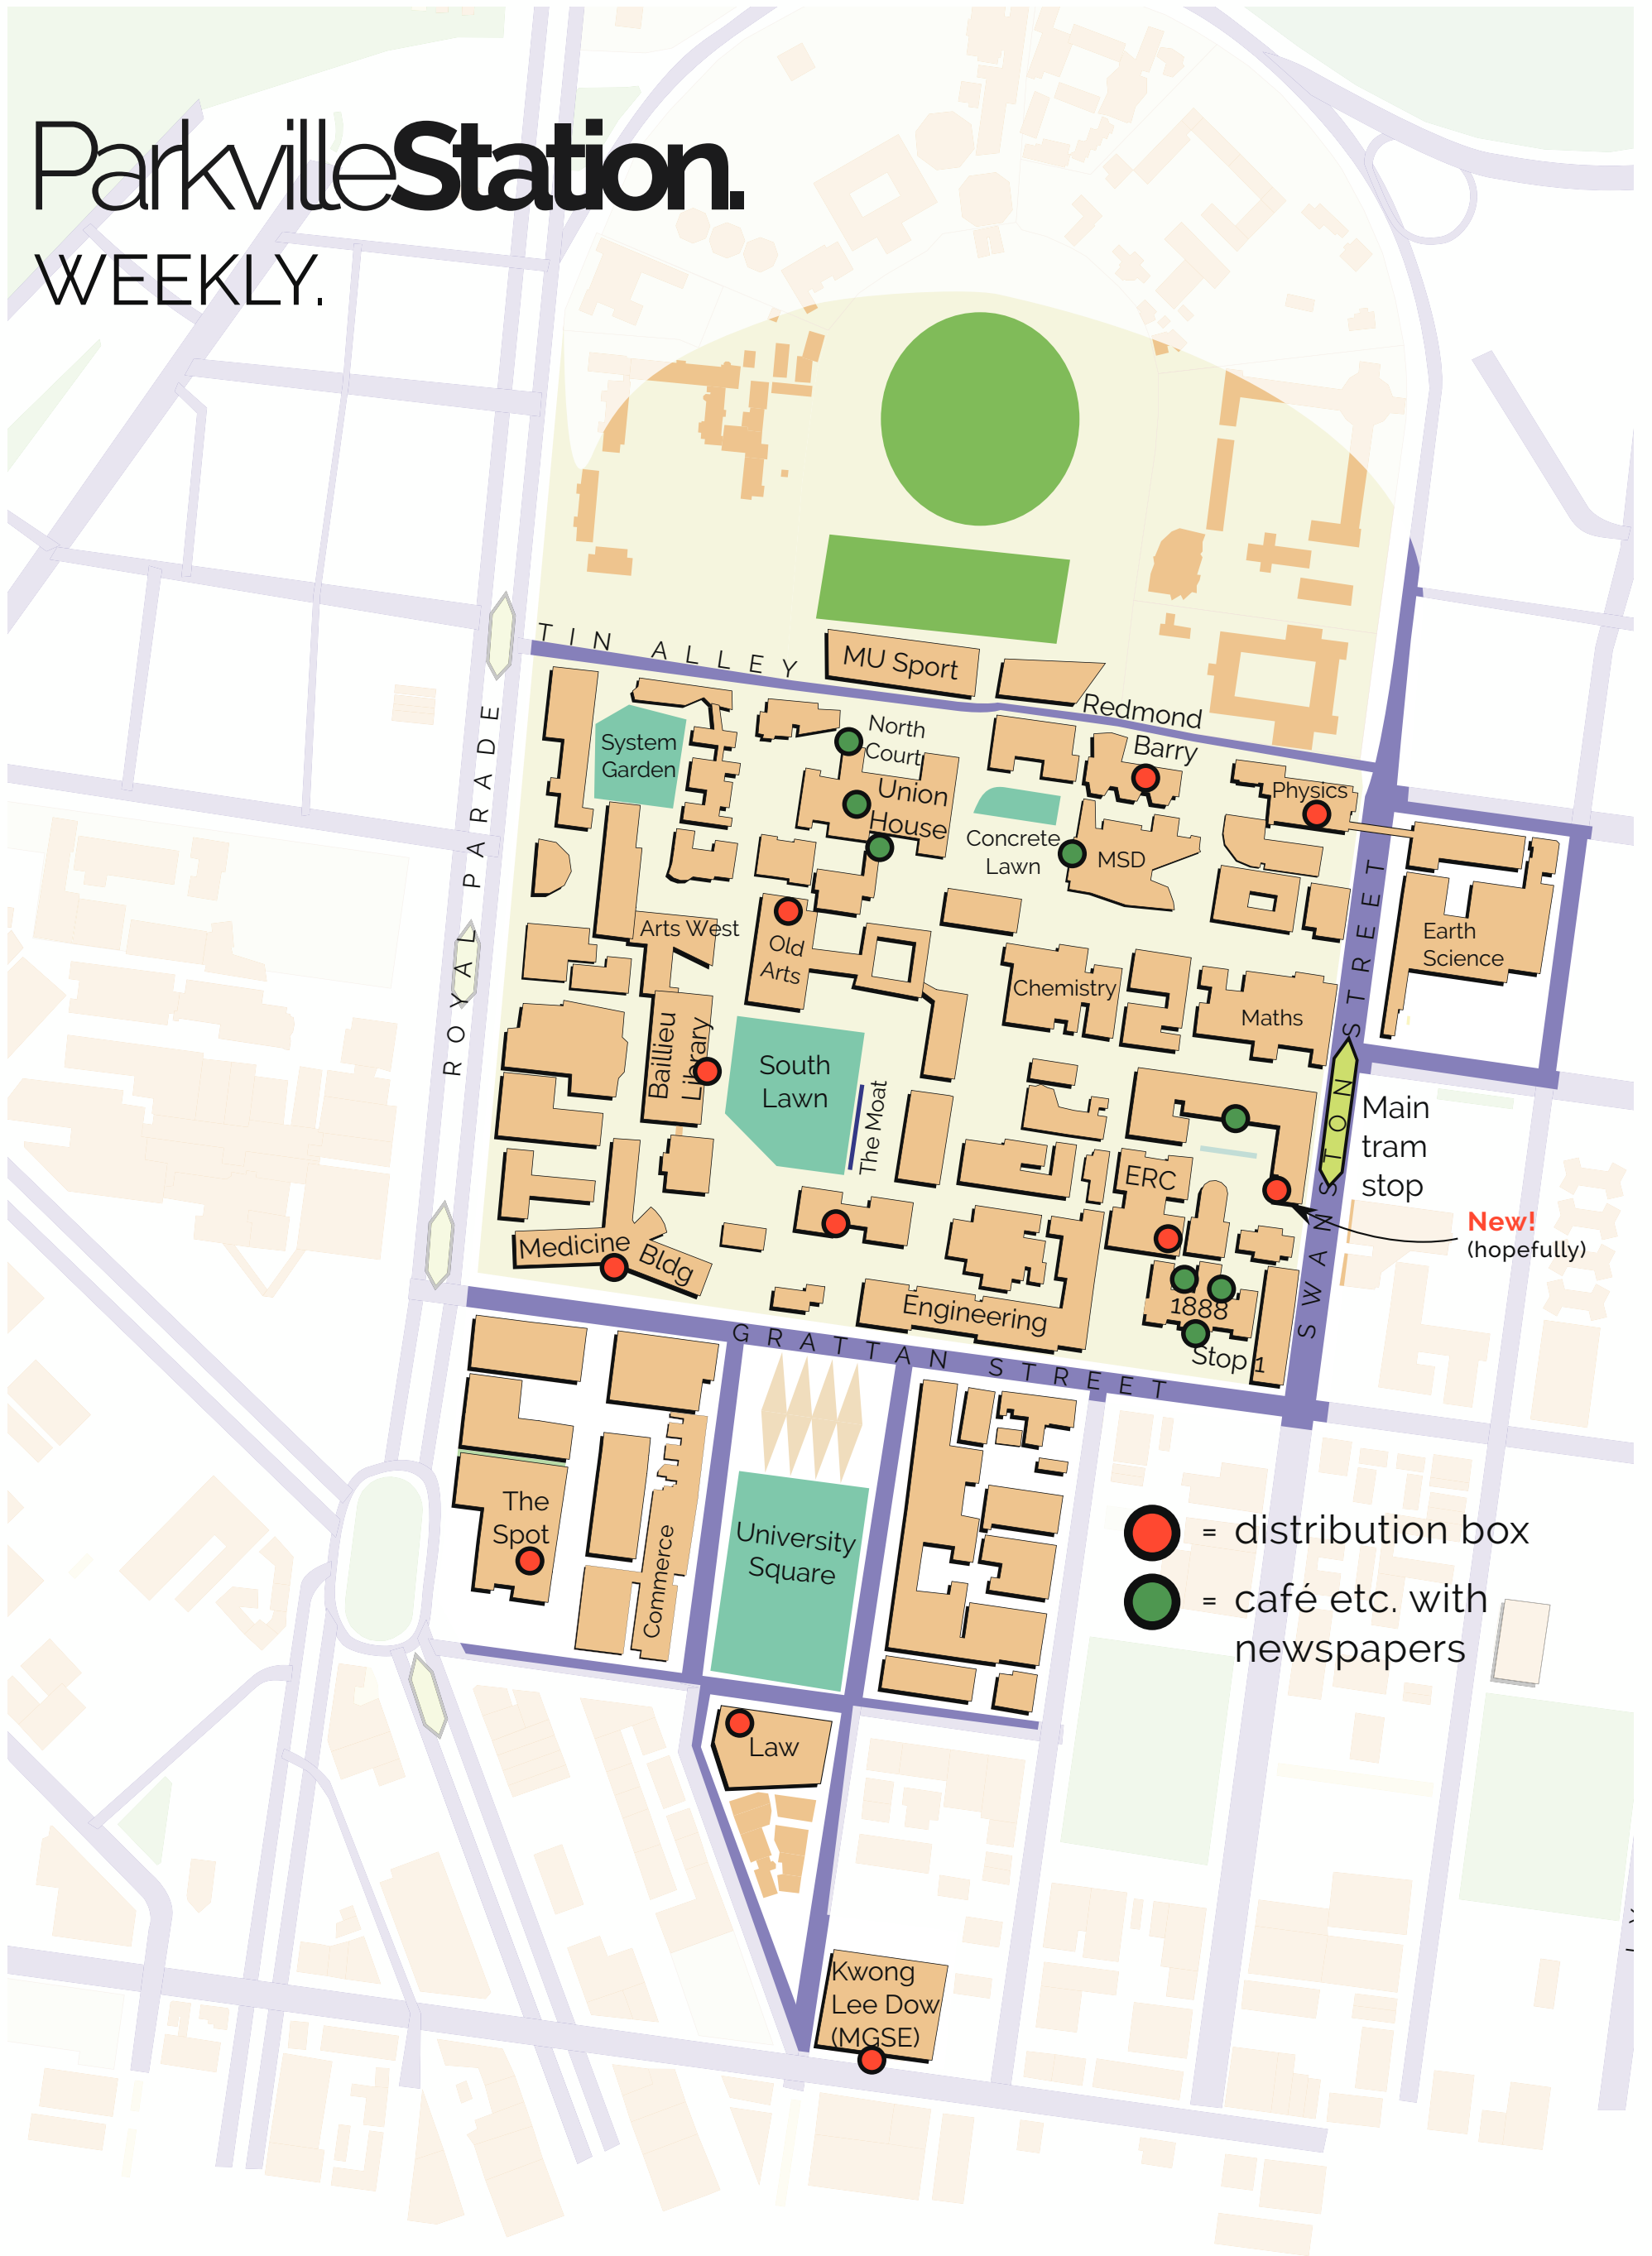 ParkvilleStation.
WEEKLY.
TIN ALLEY
MU Sport
Redmond
Barry
North
Court
System
Garden
Union
House
Physics
Concrete
Lawn
MSD
ROYAL PARADE
Arts West
Old
Arts
Earth
Science
Chemistry
Maths
Baillieu
Library
South
Lawn
The Moat
SWANSTON STREET
Main
tram
stop
ERC
New!
(hopefully)
Medicine
Bldg
Engineering
1888
Stop 1
GRATTAN STREET
The
Spot
Commerce
University
Square
= distribution box
= café etc. with
newspapers
Law
Kwong
Lee Dow
(MGSE)